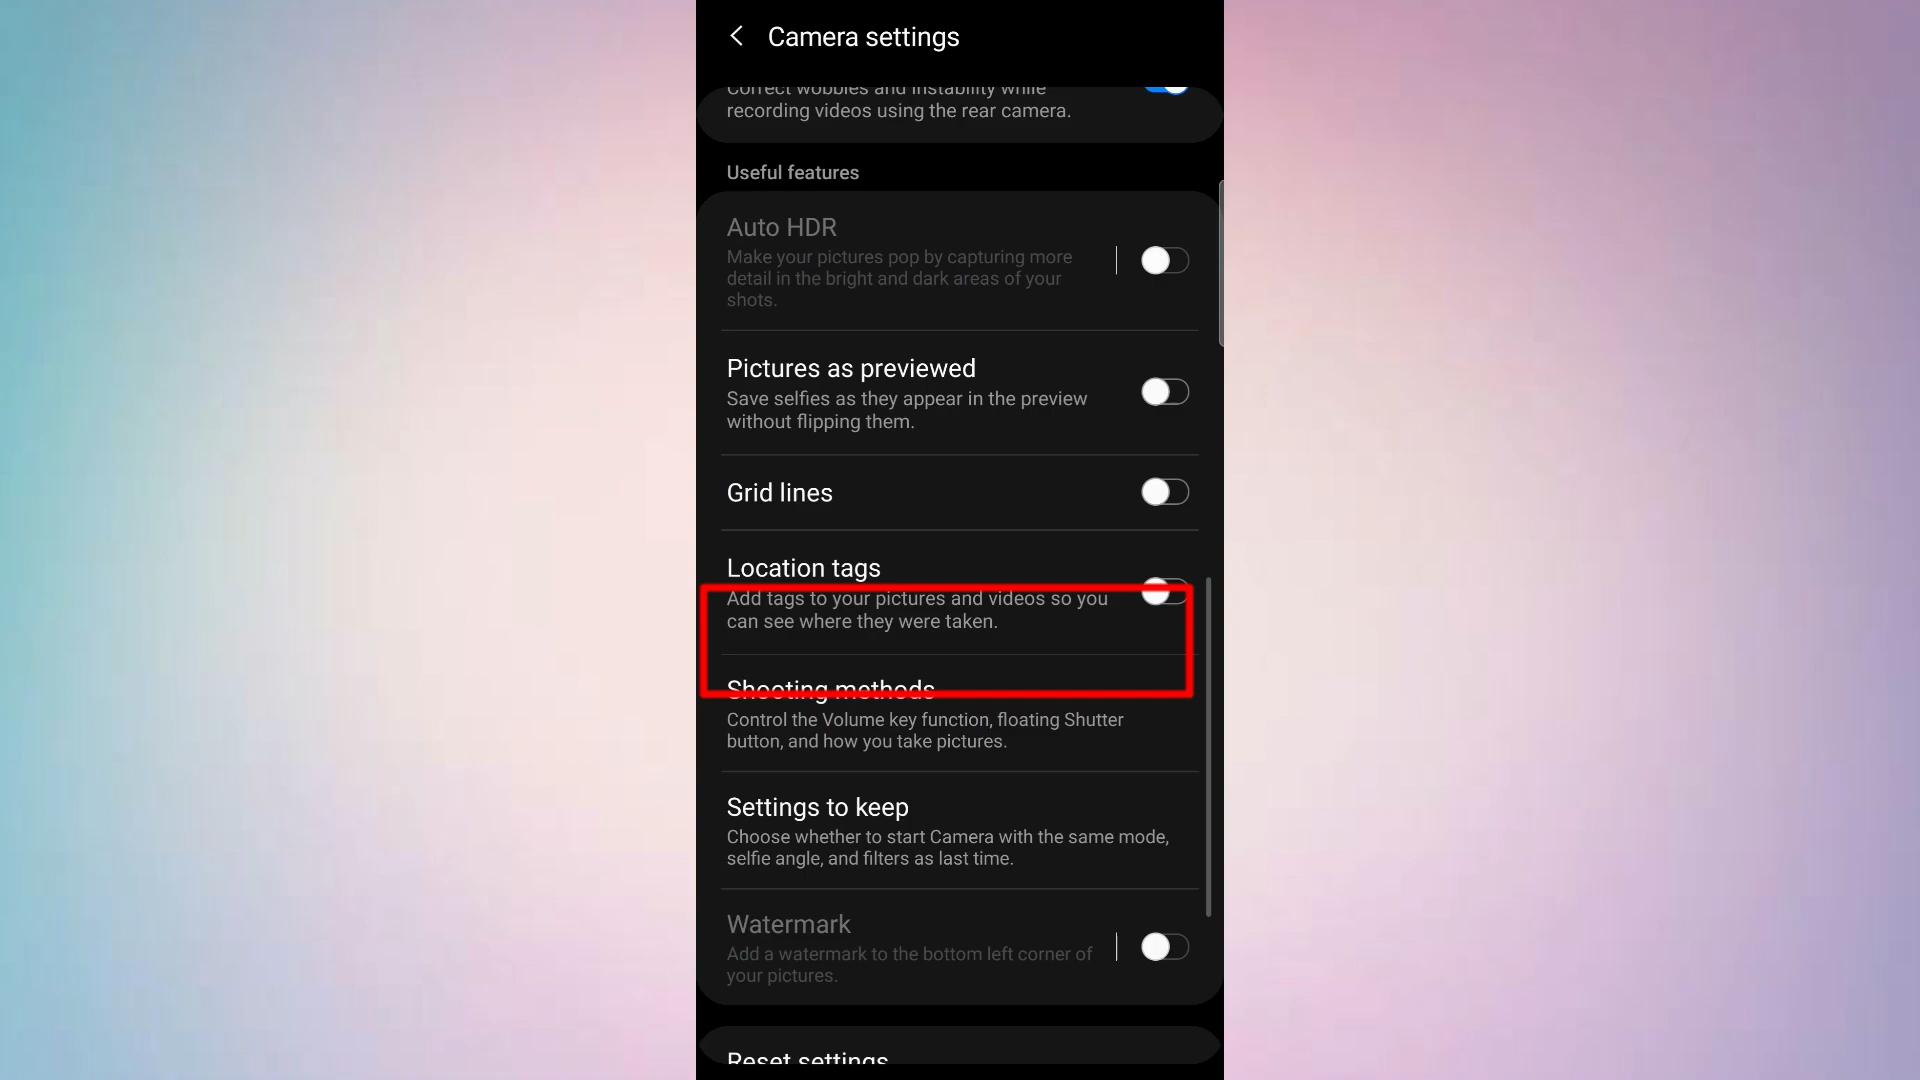 Camera settings
Correct wobbles and instability while
recording videos using the rear camera.
Useful features
Auto HDR
Make your pictures pop by capturing more
detail in the bright and dark areas of your
shots.
Pictures as previewed
Save selfies as they appear in the preview
without flipping them.
Grid lines
Location tags
Add tags to your pictures and videos so you
can see where they were taken.
Shooting methods
Control the Volume key function, floating Shutter
button, and how you take pictures.
Settings to keep
Choose whether to start Camera with the same mode,
selfie angle, and filters as last time.
Watermark
Add a watermark to the bottom left corner of
your pictures.
Reset settings